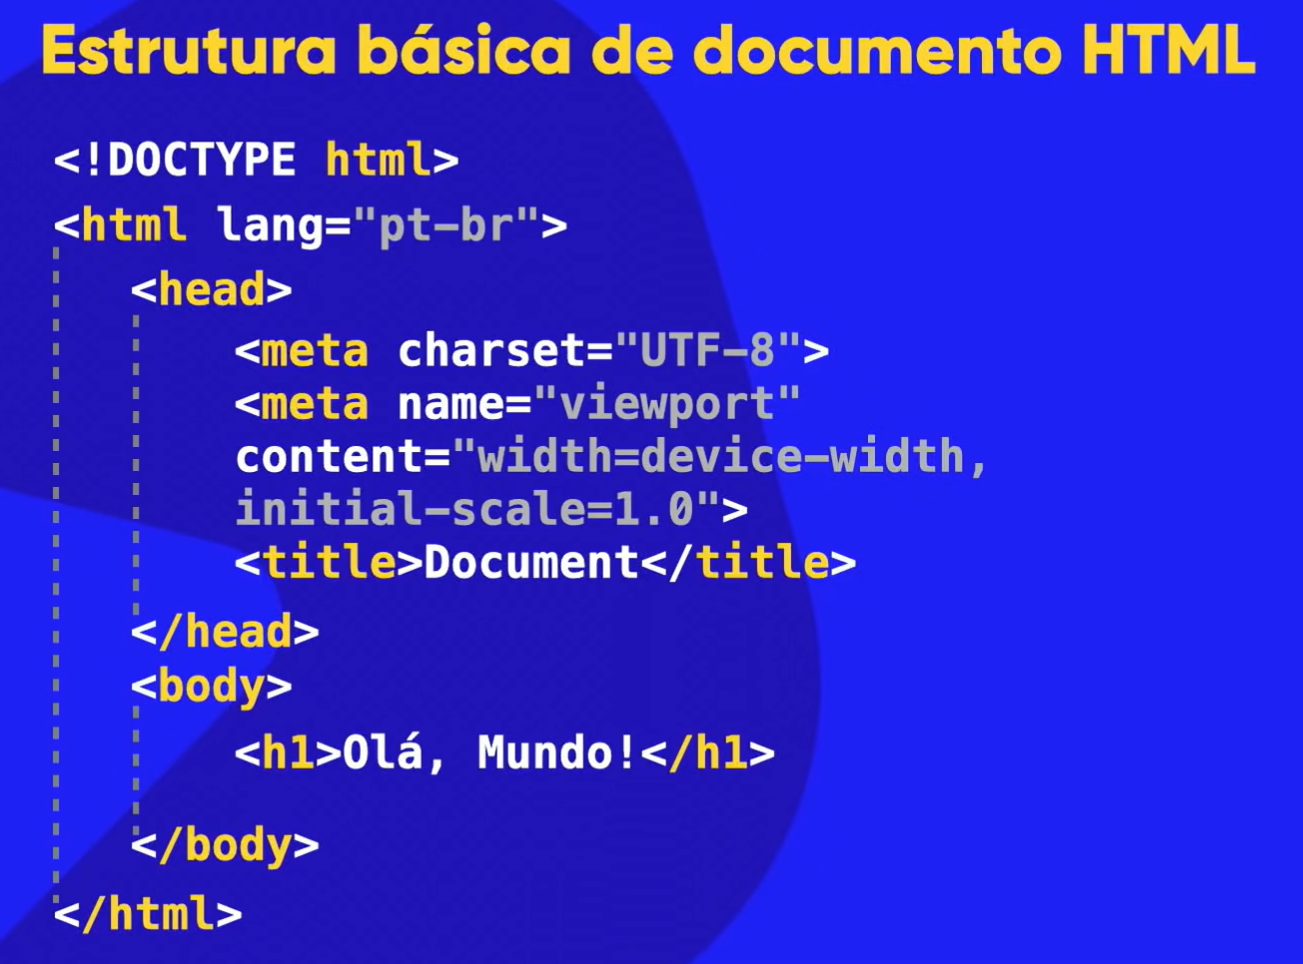 Estrutura básica de documento HTML
<!DOCTYPE html>
<html lang="pt-br">
<head>
<meta charset="UTF-8">
<meta name="viewport"
content="width=device-width,
initial-scale=1.0">
<title>Document</title>
</head>
<body>
<h1>Olá, Mundo!</h1>
</body>
</html>